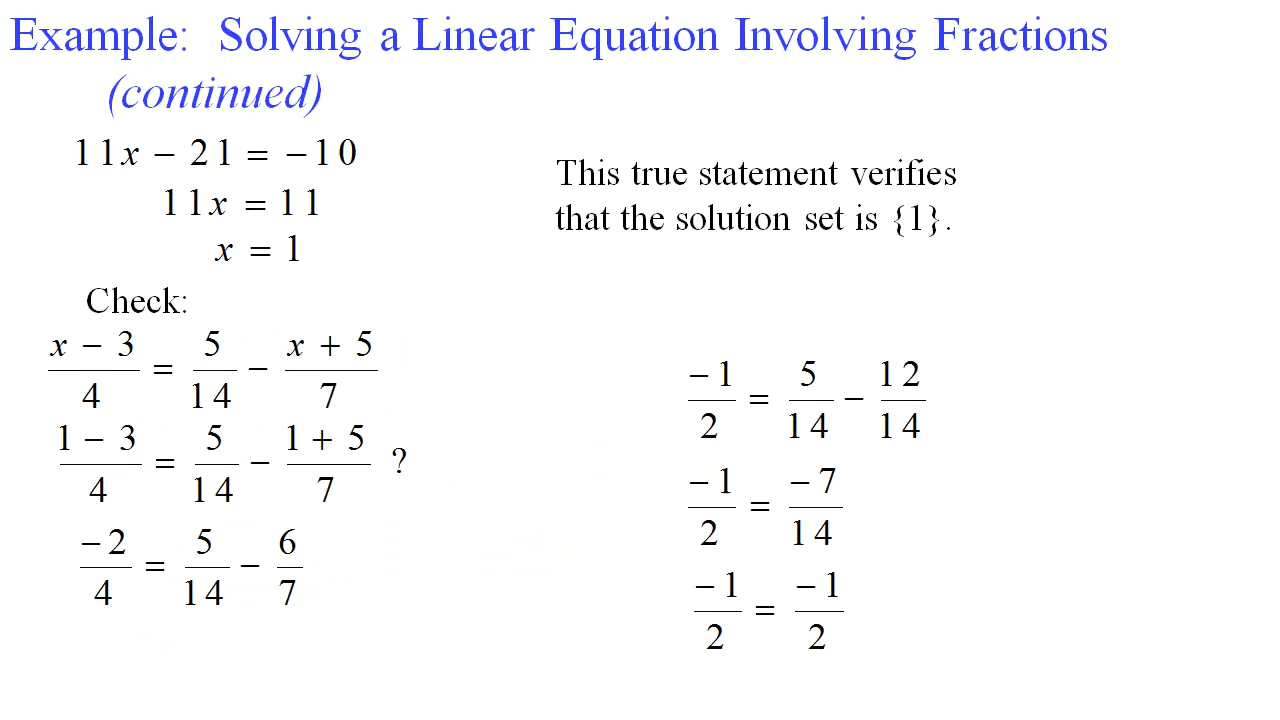 Example: Solving a Linear Equation Involving Fractions
(continued)
11x − 21 = −10
11x = 11
x = 1
This true statement verifies
that the solution set is {1}.
Check:
(x − 3)/4 = 5/14 − (x + 5)/7
(1 − 3)/4 = 5/14 − (1 + 5)/7 ?
−2/4 = 5/14 − 6/7
−1/2 = 5/14 − 12/14
−1/2 = −7/14
−1/2 = −1/2